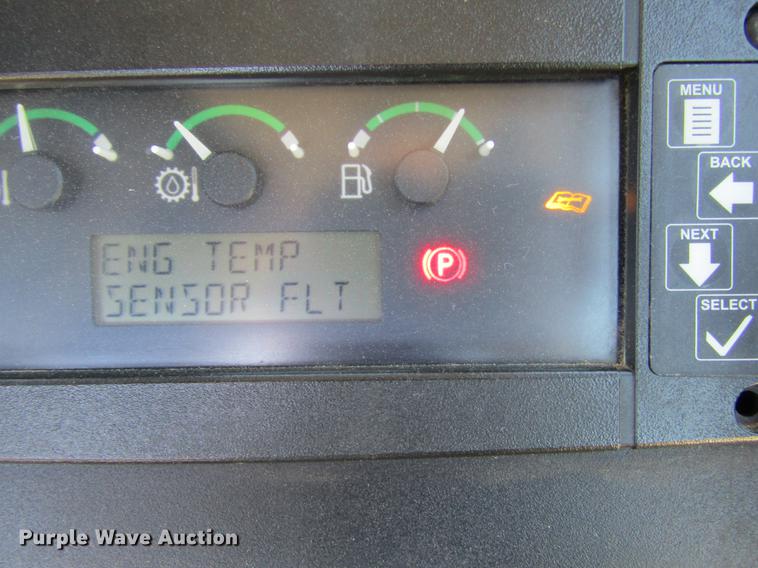 MENU
BACK
NEXT
SELECT
ENG TEMP
SENSOR FLT
P
Purple Wave Auction